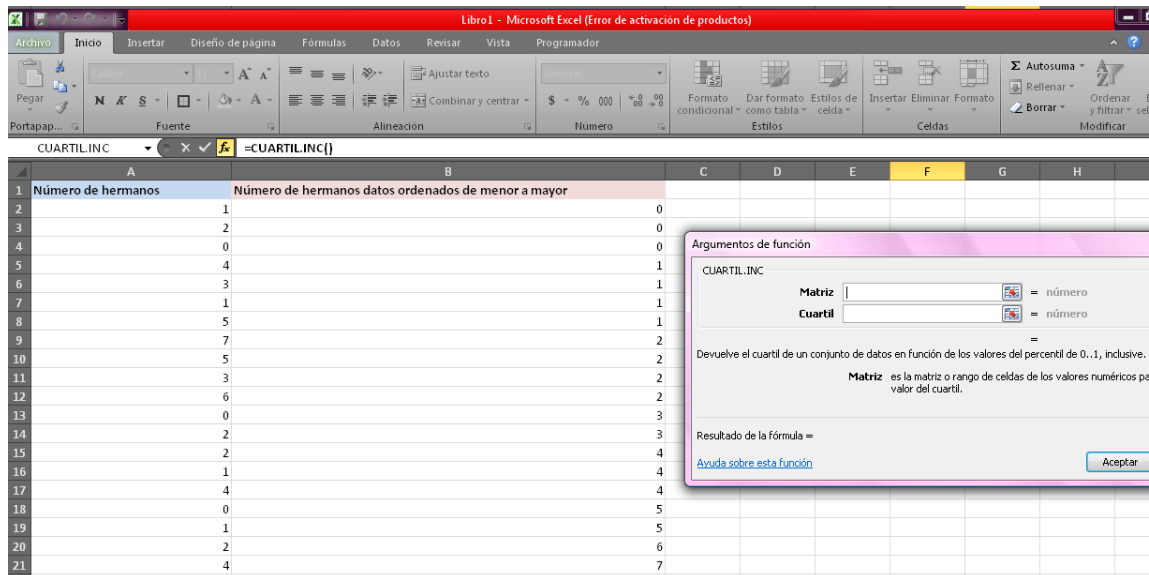 Libro1 - Microsoft Excel (Error de activación de productos)
Archivo Inicio Insertar Diseño de página Fórmulas Datos Revisar Vista Programador
Pegar
Calibri 11 A A
N K S A
Ajustar texto
Combinar y centrar
General
$ % 000
Formato condicional
Dar formato como tabla
Estilos de celda
Insertar Eliminar Formato
Σ Autosuma
Rellenar
Borrar
Ordenar y filtrar
Portapap... Fuente Alineación Número Estilos Celdas Modificar
CUARTIL.INC fx =CUARTIL.INC()
A B C D E F G H
1 Número de hermanos Número de hermanos datos ordenados de menor a mayor
2 1 0
3 2 0
4 0 0
5 4 1
6 3 1
7 1 1
8 5 1
9 7 2
10 5 2
11 3 2
12 6 2
13 0 3
14 2 3
15 2 4
16 1 4
17 4 4
18 0 5
19 1 5
20 2 6
21 4 7
Argumentos de función
CUARTIL.INC
Matriz = número
Cuartil = número
=
Devuelve el cuartil de un conjunto de datos en función de los valores del percentil de 0..1, inclusive.
Matriz es la matriz o rango de celdas de los valores numéricos pa
valor del cuartil.
Resultado de la fórmula =
Ayuda sobre esta función
Aceptar